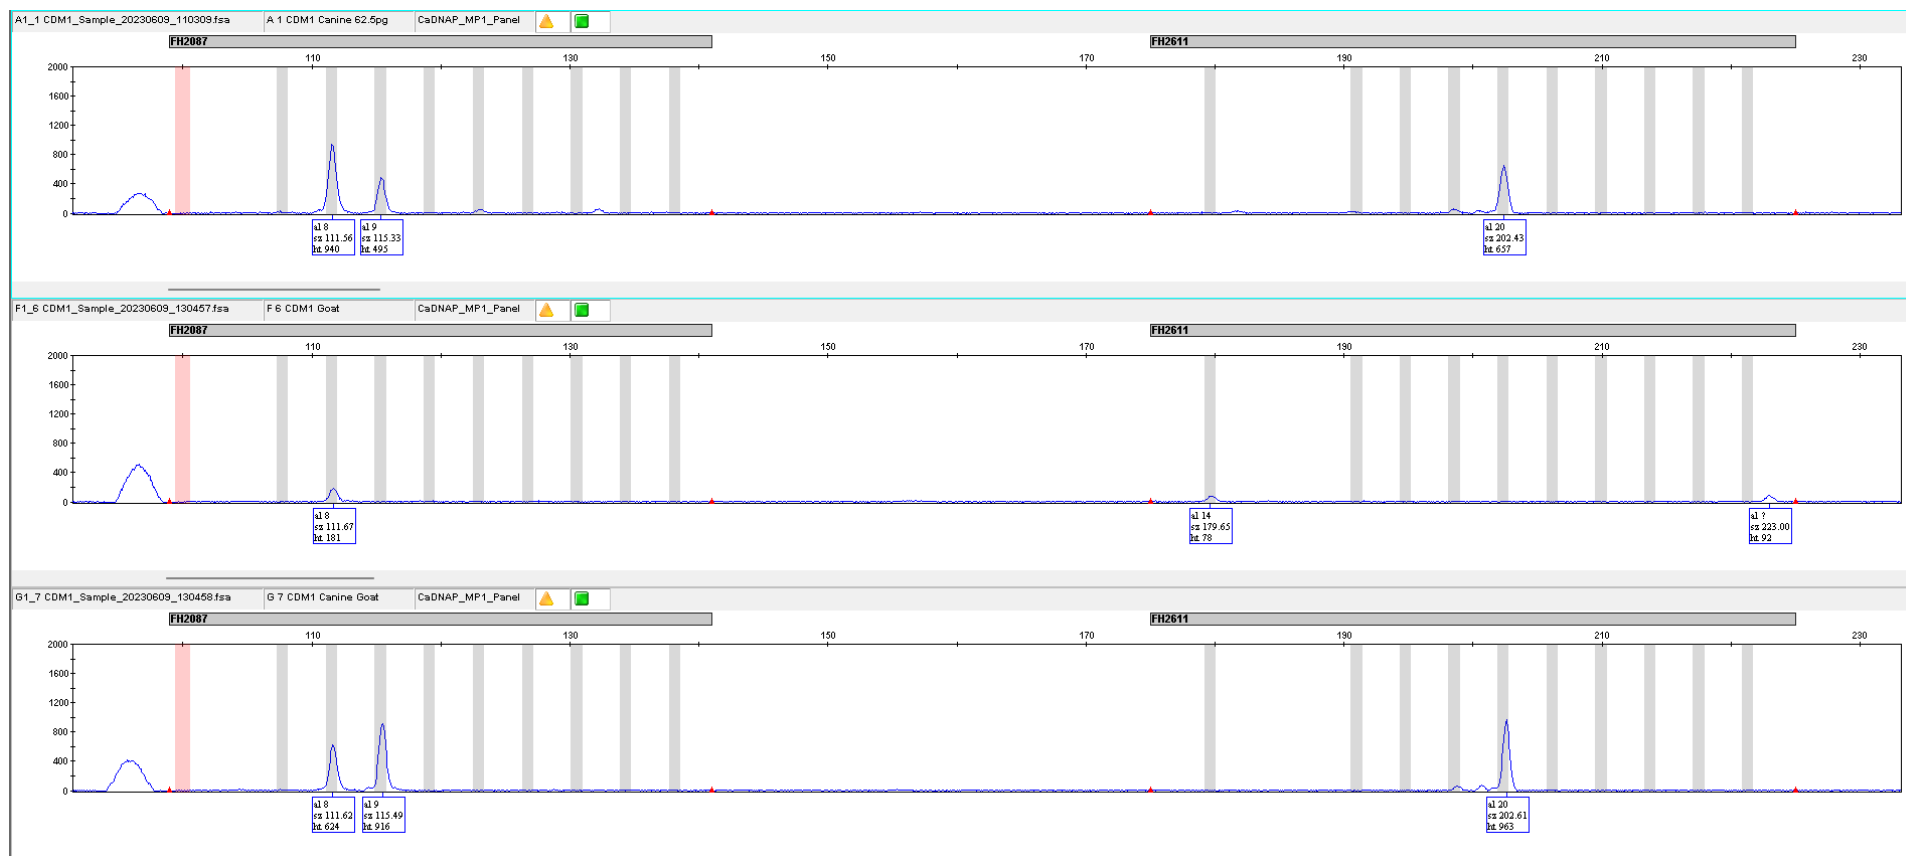 A1_1 CDM1_Sample_20230609_110309.fsa A 1 CDM1 Canine 62.5pg CaDNAP_MP1_Panel
FH2087 FH2611
110 130 150 170 190 210 230
2000
1600
1200
800
400
0
al 8 al 9 al 20
sz 111.56 sz 115.33 sz 202.43
ht 940 ht 495 ht 657
F1_6 CDM1_Sample_20230609_130457.fsa F 6 CDM1 Goat CaDNAP_MP1_Panel
FH2087 FH2611
110 130 150 170 190 210 230
2000
1600
1200
800
400
0
al 8 al 14 al ?
sz 111.67 sz 179.65 sz 223.00
ht 181 ht 78 ht 92
G1_7 CDM1_Sample_20230609_130458.fsa G 7 CDM1 Canine Goat CaDNAP_MP1_Panel
FH2087 FH2611
110 130 150 170 190 210 230
2000
1600
1200
800
400
0
al 8 al 9 al 20
sz 111.62 sz 115.49 sz 202.61
ht 624 ht 916 ht 963